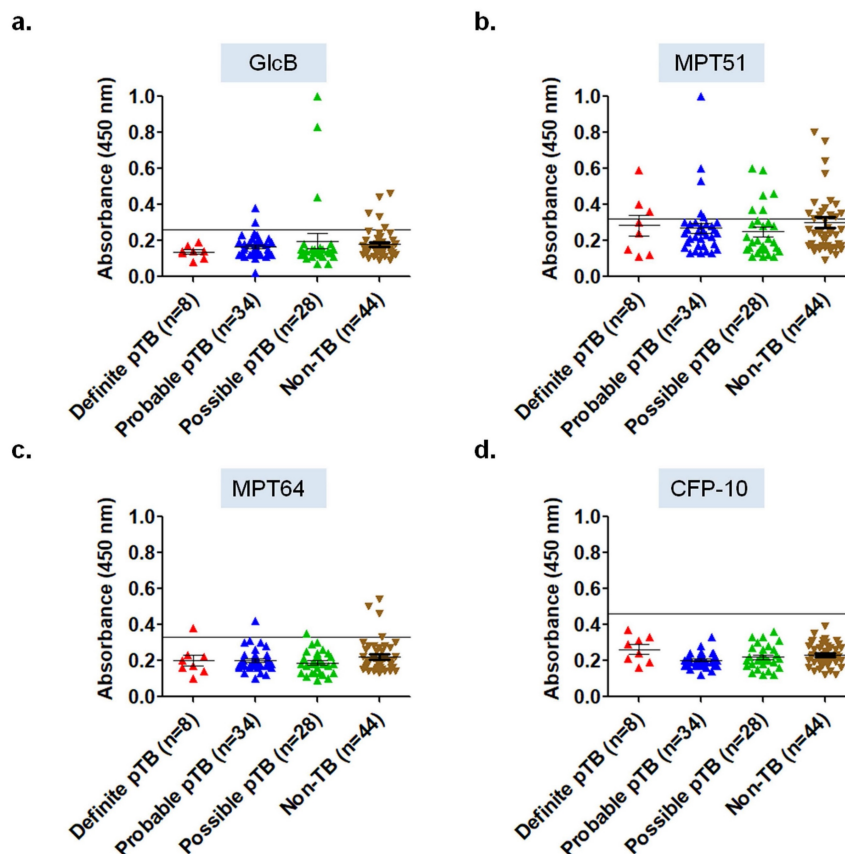 a.
GlcB
Absorbance (450 nm)
1.0
0.8
0.6
0.4
0.2
0.0
Definite pTB (n=8)
Probable pTB (n=34)
Possible pTB (n=28)
Non-TB (n=44)
b.
MPT51
Absorbance (450 nm)
1.0
0.8
0.6
0.4
0.2
0.0
Definite pTB (n=8)
Probable pTB (n=34)
Possible pTB (n=28)
Non-TB (n=44)
c.
MPT64
Absorbance (450 nm)
1.0
0.8
0.6
0.4
0.2
0.0
Definite pTB (n=8)
Probable pTB (n=34)
Possible pTB (n=28)
Non-TB (n=44)
d.
CFP-10
Absorbance (450 nm)
1.0
0.8
0.6
0.4
0.2
0.0
Definite pTB (n=8)
Probable pTB (n=34)
Possible pTB (n=28)
Non-TB (n=44)